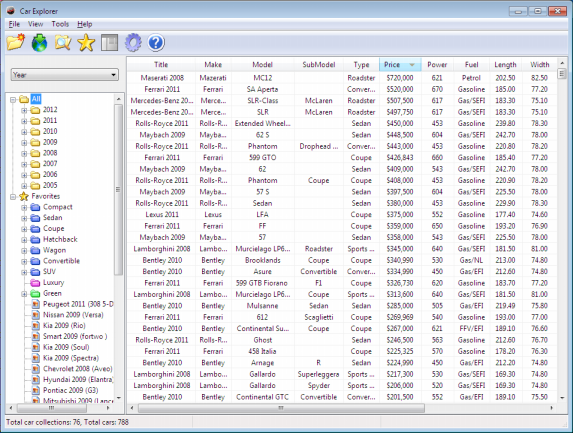 Car Explorer
File View Tools Help
Year
All
2012
2011
2010
2009
2008
2007
2006
2005
Favorites
Compact
Sedan
Coupe
Hatchback
Wagon
Convertible
SUV
Luxury
Green
Peugeot 2011 (308 5-D
Nissan 2009 (Versa)
Kia 2009 (Rio)
Smart 2009 (fortwo )
Kia 2009 (Soul)
Kia 2009 (Spectra)
Chevrolet 2008 (Aveo)
Hyundai 2009 (Elantra)
Pontiac 2009 (G3)
Mitsubishi 2009 (Lance
Title Make Model SubModel Type Price Power Fuel Length Width
Maserati 2008 Mazerati MC12 Roadster $720,000 621 Petrol 202.50 82.50
Ferrari 2011 Ferrari SA Aperta Conver... $520,000 670 Gasoline 185.00 77.20
Mercedes-Benz 20... Merced... SLR-Class McLaren Roadster $507,500 617 Gas/SEFI 183.30 75.10
Mercedes-Benz 20... Merced... SLR McLaren Roadster $497,750 617 Gas/SEFI 183.30 75.10
Rolls-Royce 2011 Rolls-R... Extended Wheel... Sedan $450,000 453 Gasoline 239.80 78.30
Maybach 2009 Mayba... 62 S Sedan $448,500 604 Gasoline 242.70 78.00
Rolls-Royce 2011 Rolls-R... Phantom Drophead ... Conver... $443,000 453 Gasoline 220.80 78.20
Ferrari 2011 Ferrari 599 GTO Coupe $426,843 660 Gasoline 185.40 77.20
Maybach 2009 Mayba... 62 Sedan $409,000 543 Gasoline 242.70 78.00
Rolls-Royce 2011 Rolls-R... Phantom Coupe Coupe $408,000 453 Gasoline 220.90 78.20
Maybach 2009 Mayba... 57 S Sedan $397,500 604 Gas/SEFI 225.50 78.00
Rolls-Royce 2011 Rolls-R... Sedan $380,000 453 Gasoline 229.70 78.30
Lexus 2011 Lexus LFA Coupe $375,000 552 Gasoline 177.40 74.60
Ferrari 2011 Ferrari FF Coupe $359,000 650 Gasoline 193.20 76.90
Maybach 2009 Mayba... 57 Sedan $358,000 543 Gas/SEFI 225.50 78.00
Lamborghini 2008 Lambo... Murcielago LP6... Roadster Sports ... $345,000 640 Gas/SEFI 181.50 81.00
Bentley 2010 Bentley Brooklands Coupe Coupe $340,990 530 Gas/NL 213.00 74.80
Bentley 2010 Bentley Asure Convertible Conver... $334,990 450 Gas/EFI 212.60 74.80
Ferrari 2011 Ferrari 599 GTB Fiorano F1 Coupe $326,730 620 Gasoline 183.70 77.20
Lamborghini 2008 Lambo... Murcielago LP6... Coupe Sports ... $313,600 640 Gas/SEFI 181.50 81.00
Bentley 2010 Bentley Mulsanne Sedan Sedan $285,000 505 Gas/EFI 219.49 75.80
Ferrari 2011 Ferrari 612 Scaglietti Coupe $269,969 540 Gasoline 193.00 77.00
Bentley 2010 Bentley Continental Su... Coupe Coupe $267,000 621 FFV/EFI 189.10 76.60
Rolls-Royce 2011 Rolls-R... Ghost Sedan $246,500 563 Gasoline 212.60 76.70
Ferrari 2011 Ferrari 458 Italia Coupe $225,325 570 Gasoline 178.20 76.30
Bentley 2010 Bentley Arnage R Sedan $224,990 450 Gas/EFI 212.20 74.80
Lamborghini 2008 Lambo... Gallardo Superleggera Sports ... $217,300 530 Gas/SEFI 169.30 74.80
Lamborghini 2008 Lambo... Gallardo Spyder Sports ... $206,000 520 Gas/SEFI 169.30 74.80
Bentley 2010 Bentley Continental GTC Convertible Conver... $201,500 552 Gas/EFI 189.10 75.50
Total car collections: 76, Total cars: 788